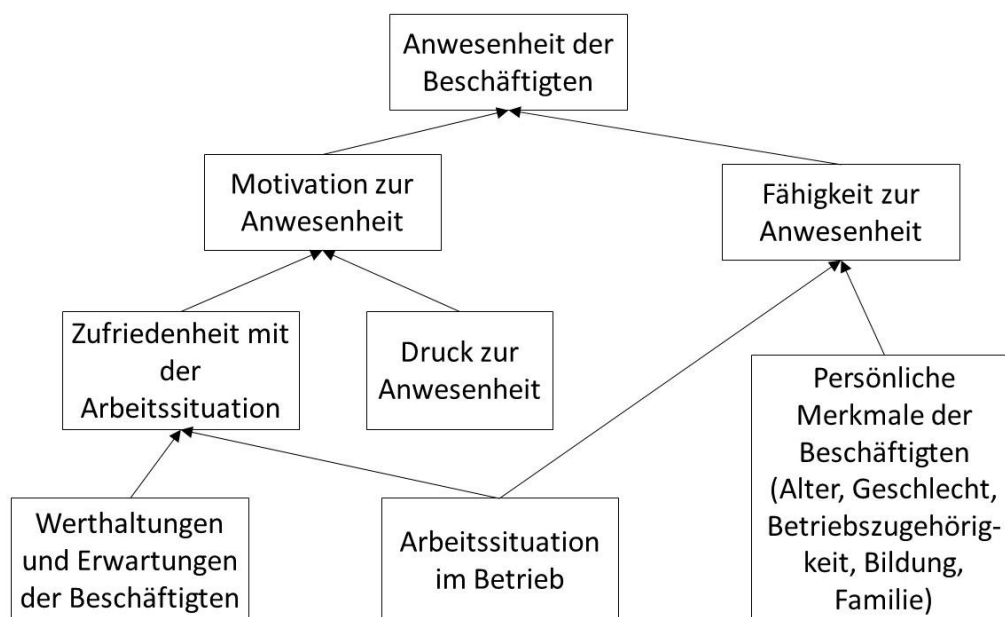 Anwesenheit der
Beschäftigten
Motivation zur
Anwesenheit
Fähigkeit zur
Anwesenheit
Zufriedenheit mit
der
Arbeitssituation
Druck zur
Anwesenheit
Persönliche
Merkmale der
Beschäftigten
(Alter, Geschlecht,
Betriebszugehörig-
keit, Bildung,
Familie)
Werthaltungen
und Erwartungen
der Beschäftigten
Arbeitssituation
im Betrieb